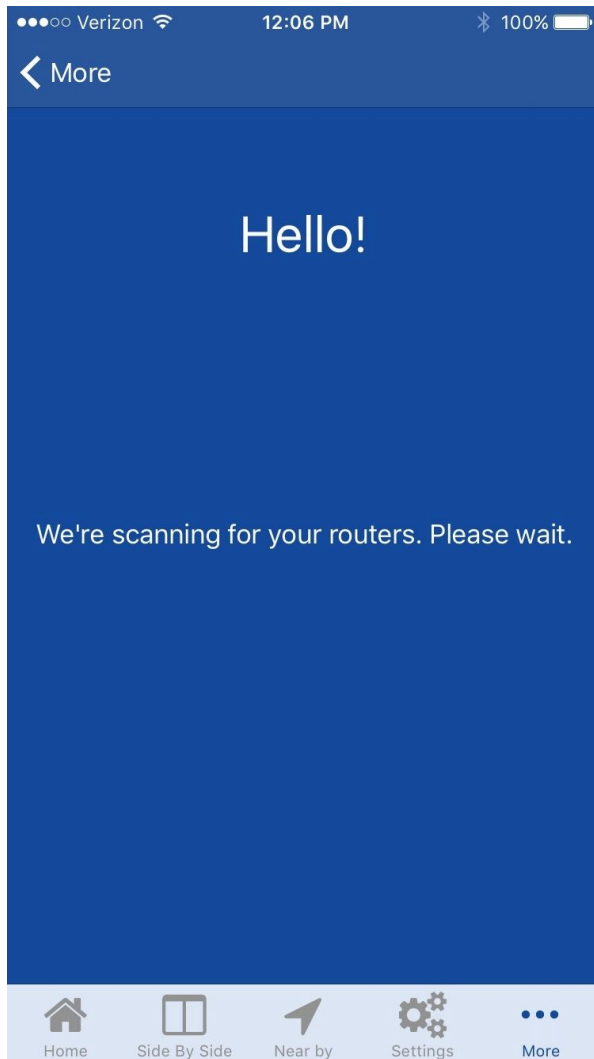 Verizon 12:06 PM 100%
More
Hello!
We're scanning for your routers. Please wait.
Home Side By Side Near by Settings More